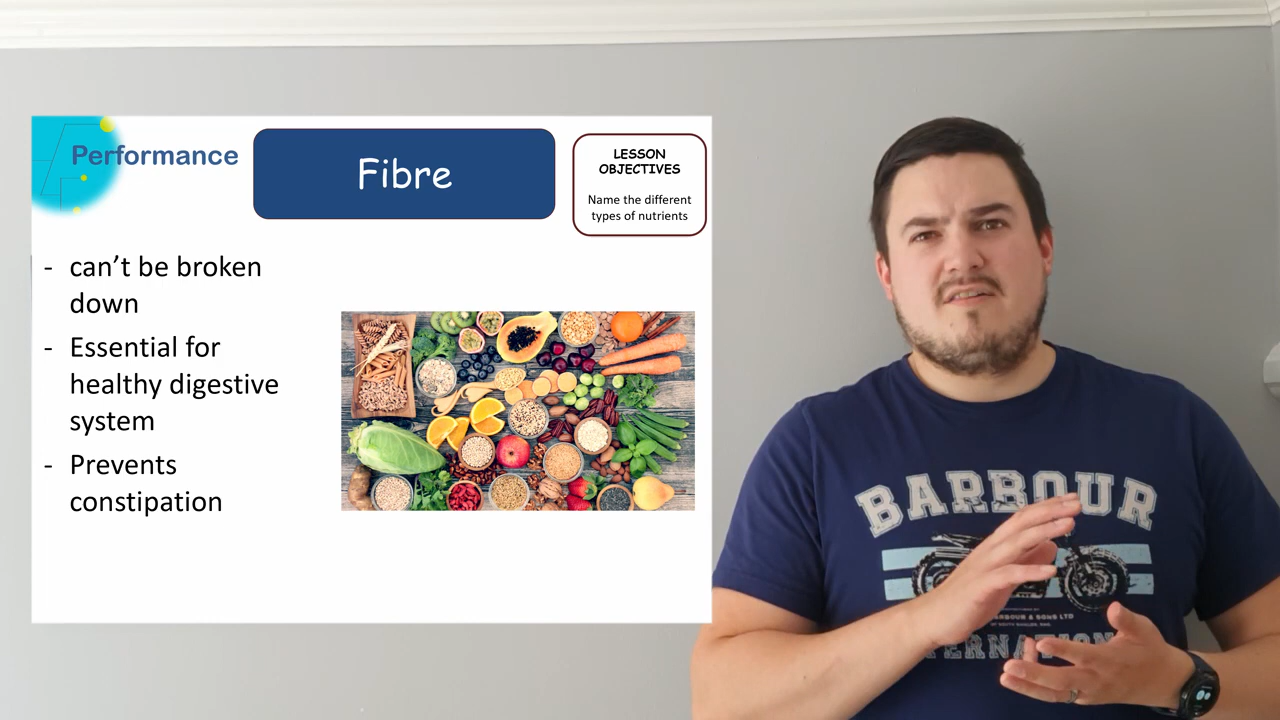 Performance
Fibre
LESSON
OBJECTIVES
Name the different
types of nutrients
- can’t be broken
down
- Essential for
healthy digestive
system
- Prevents
constipation
BARBOUR